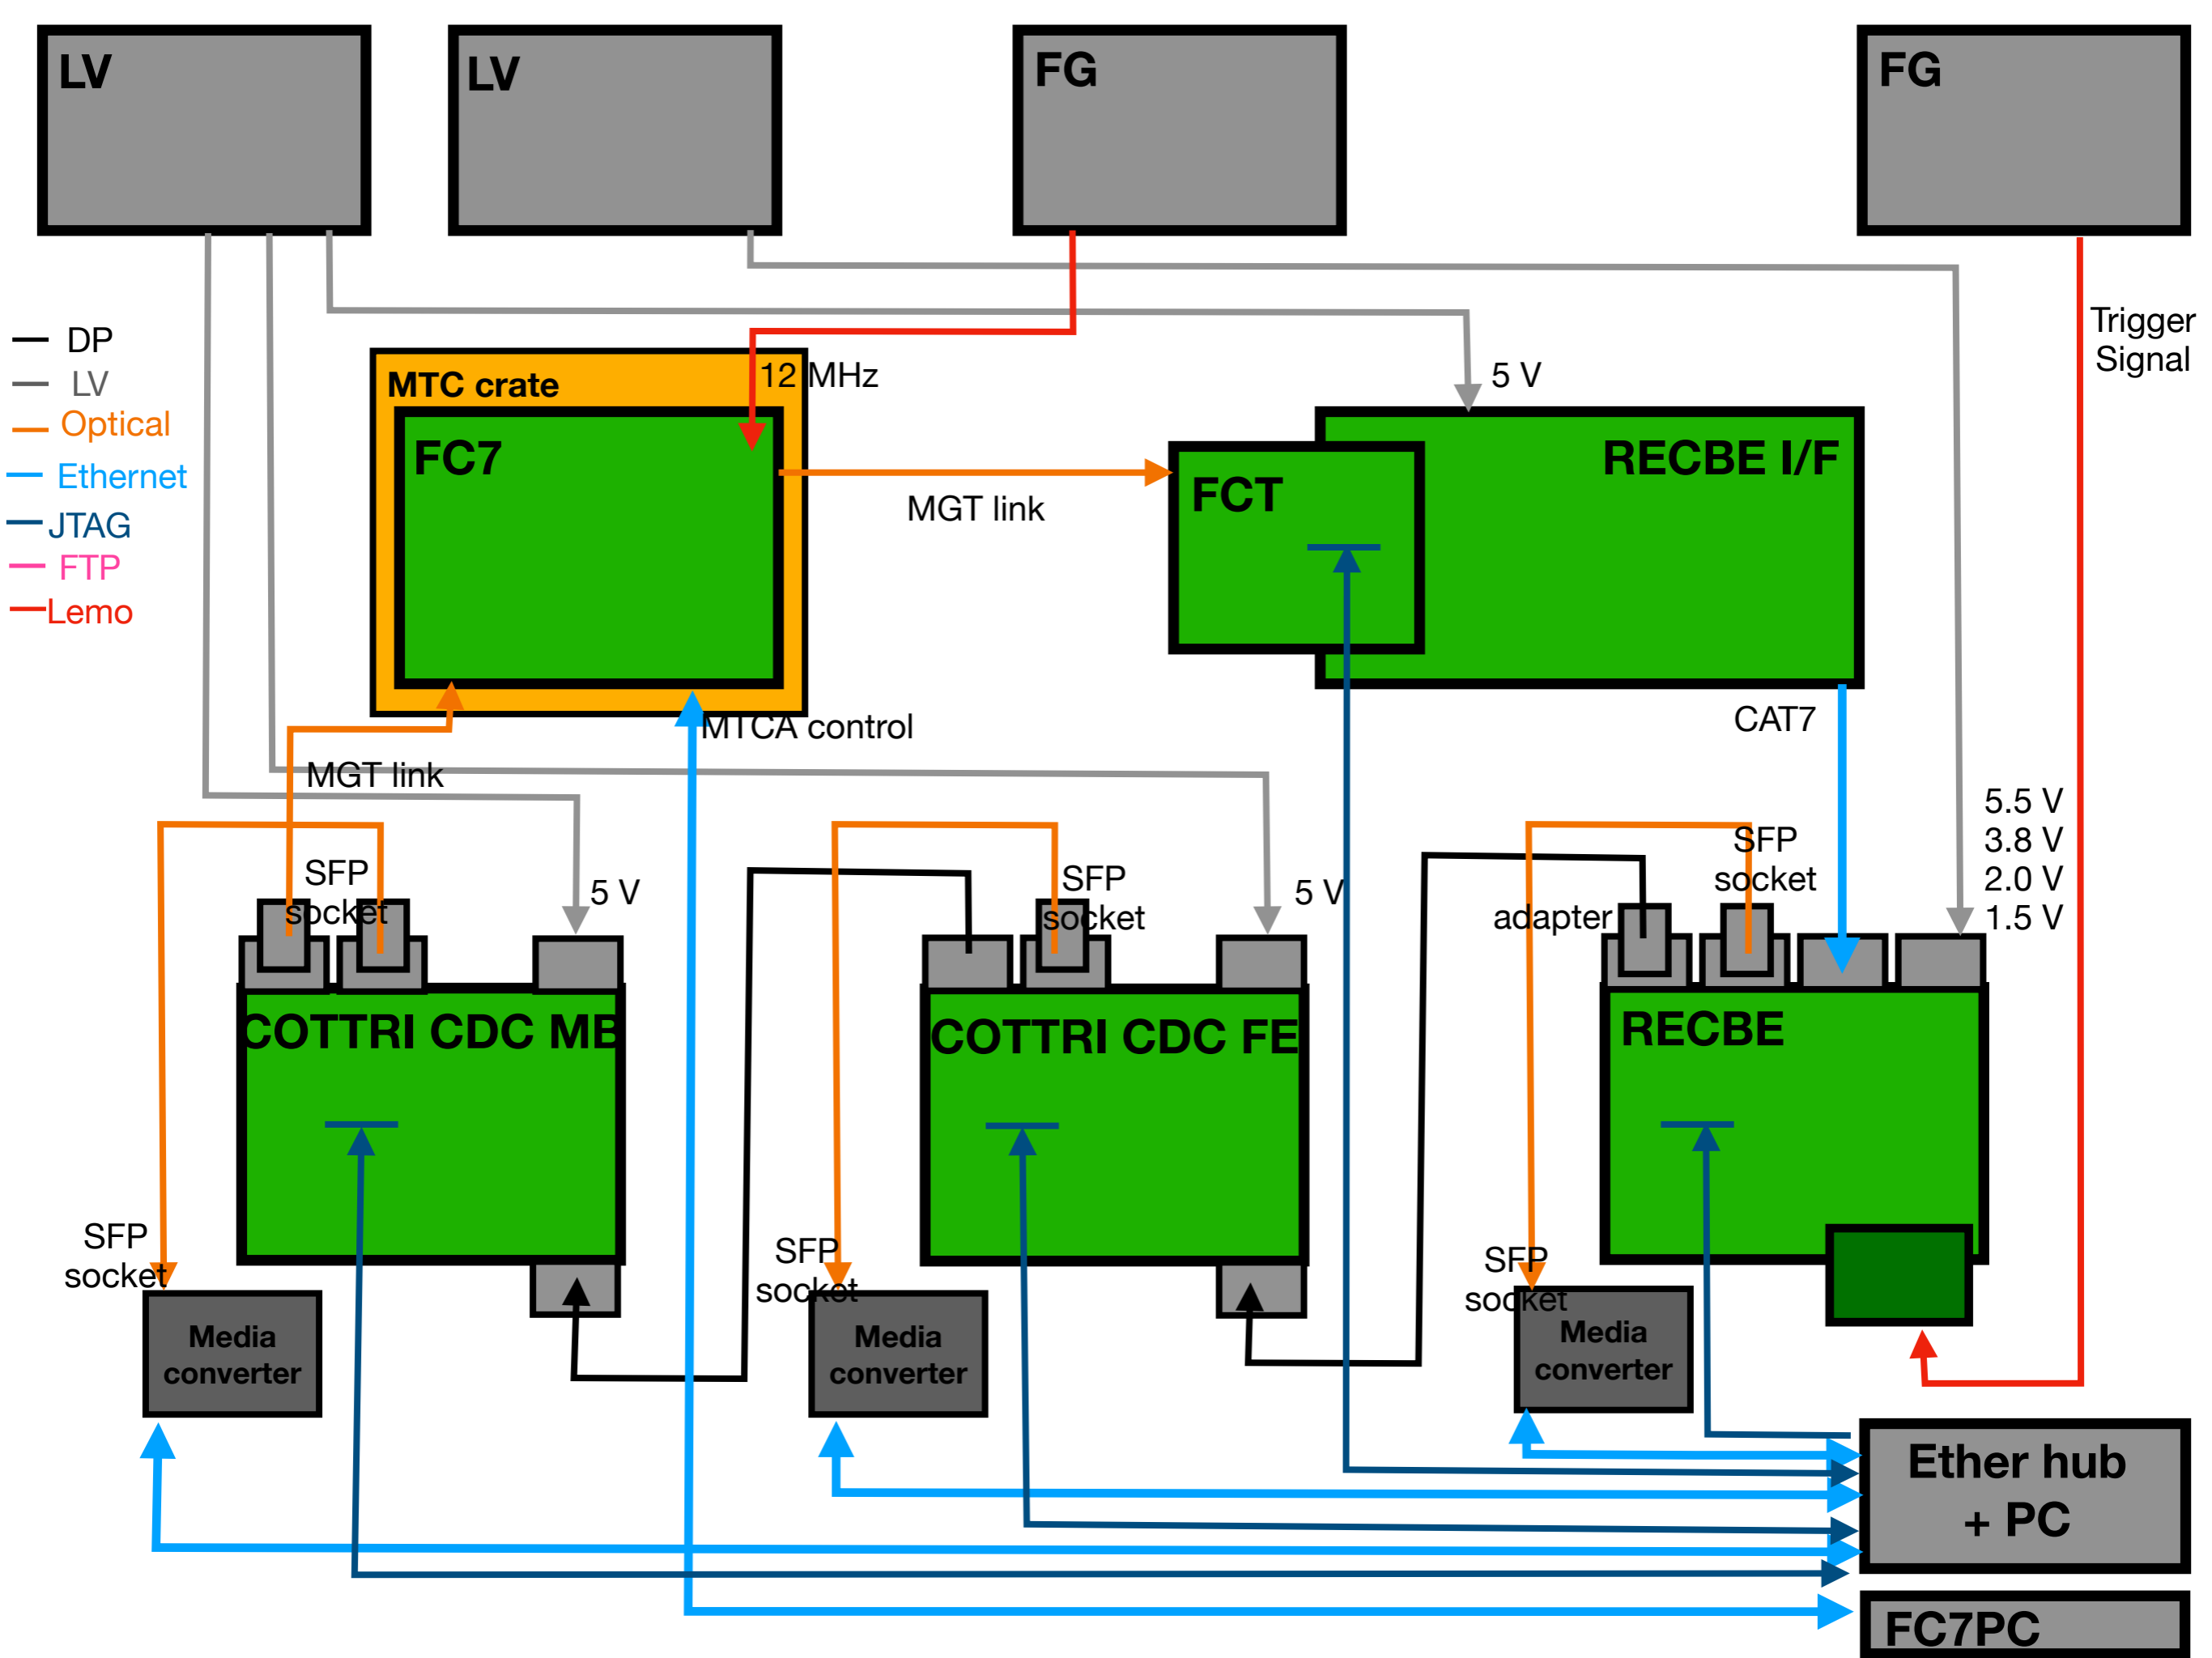 LV
LV
FG
FG
DP
LV
Optical
Ethernet
JTAG
FTP
Lemo
Trigger
Signal
MTC crate
12 MHz
5 V
FC7
MGT link
FCT
RECBE I/F
MTCA control
CAT7
MGT link
SFP
socket
5 V
SFP
socket
5 V
adapter
SFP
socket
5.5 V
3.8 V
2.0 V
1.5 V
COTTRI CDC MB
COTTRI CDC FE
RECBE
SFP
socket
SFP
socket
SFP
socket
Media
converter
Media
converter
Media
converter
Ether hub
+ PC
FC7PC